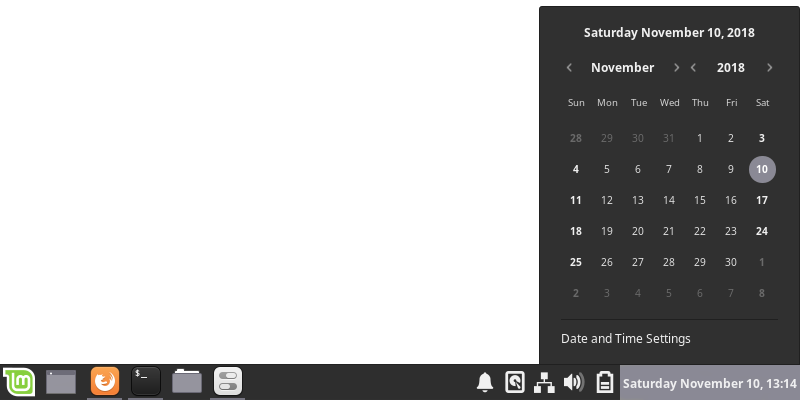 Saturday November 10, 2018
November 2018
Sun Mon Tue Wed Thu Fri Sat
28 29 30 31 1 2 3
4 5 6 7 8 9 10
11 12 13 14 15 16 17
18 19 20 21 22 23 24
25 26 27 28 29 30 1
2 3 4 5 6 7 8
Date and Time Settings
$_
Saturday November 10, 13:14